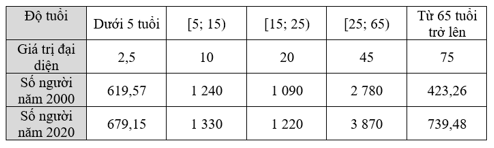 Độ tuổi Dưới 5 tuổi [5; 15) [15; 25) [25; 65) Từ 65 tuổi
trở lên
Giá trị đại
diện 2,5 10 20 45 75
Số người
năm 2000 619,57 1 240 1 090 2 780 423,26
Số người
năm 2020 679,15 1 330 1 220 3 870 739,48